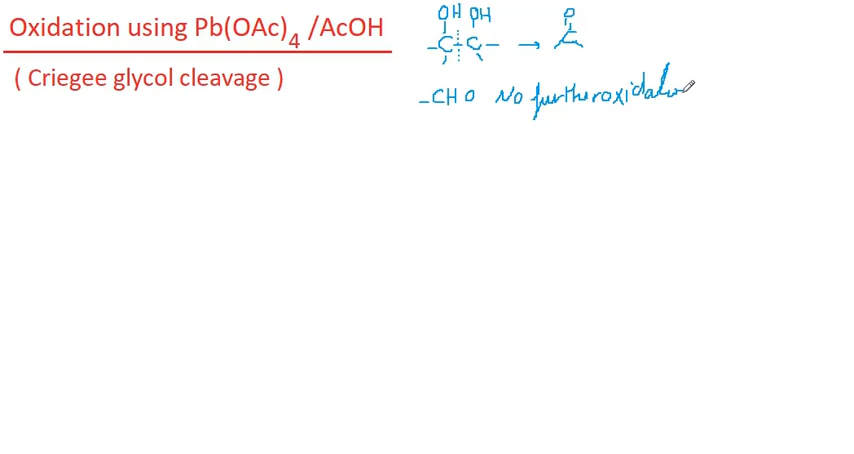 Oxidation using Pb(OAc)4 /AcOH
( Criegee glycol cleavage )
OH OH
-C-C- → O
C
-CHO No further oxidation